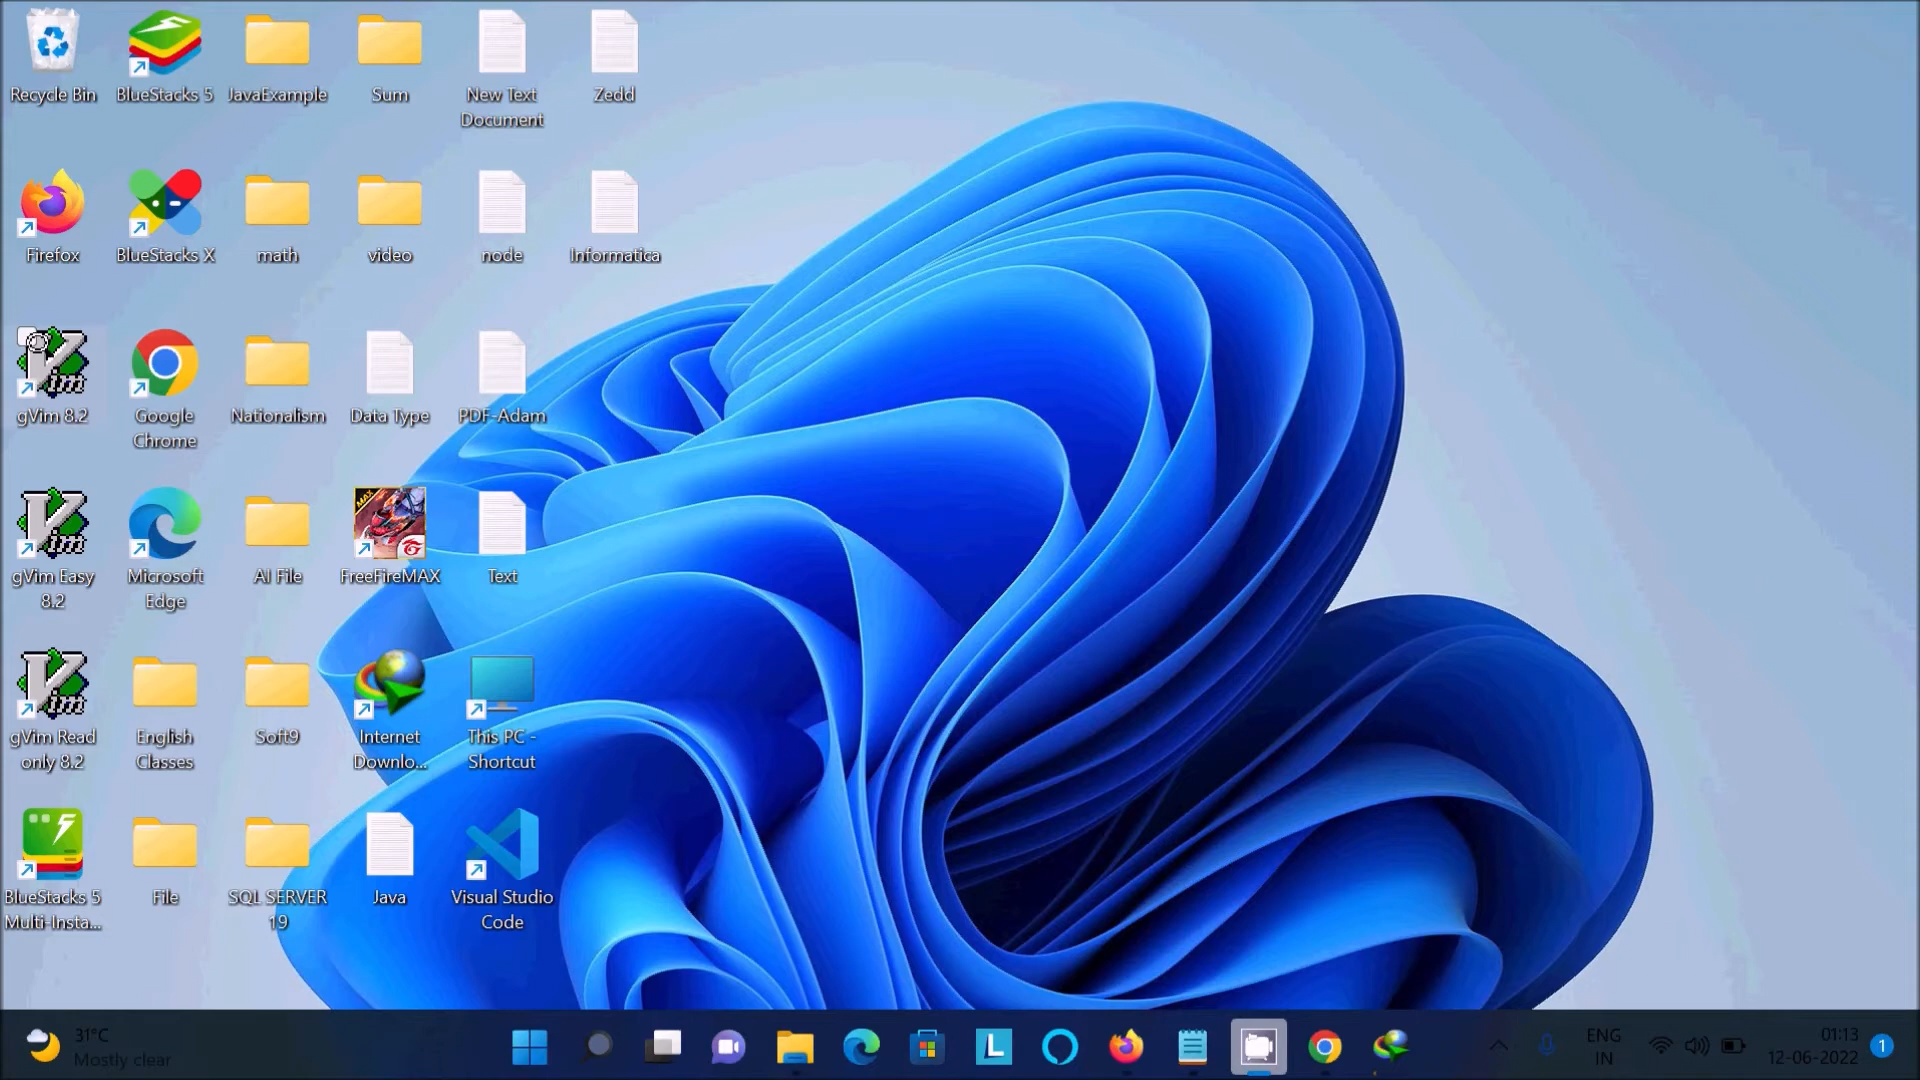 Recycle Bin
BlueStacks 5
JavaExample
Sum
New Text
Document
Zedd
Firefox
BlueStacks X
math
video
node
Informatica
gVim 8.2
Google
Chrome
Nationalism
Data Type
PDF-Adam
gVim Easy
8.2
Microsoft
Edge
AI File
MAX
FreeFireMAX
Text
gVim Read
only 8.2
English
Classes
Soft9
Internet
Downlo...
This PC -
Shortcut
BlueStacks 5
Multi-Insta...
File
SQL SERVER
19
Java
Visual Studio
Code
31°C
Mostly clear
L
ENG
IN
01:13
12-06-2022
1